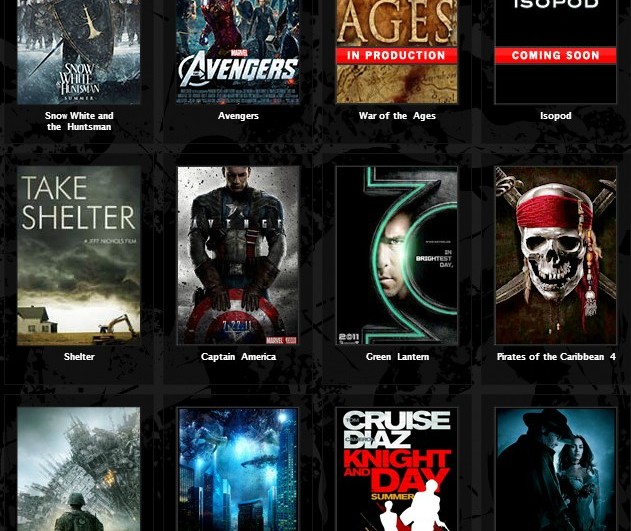 SNOW
WHITE
& THE
HUNTSMAN
SUMMER
MARVEL
AVENGERS
AGES
IN PRODUCTION
ISOPOD
COMING SOON
Snow White and
the Huntsman
Avengers
War of the Ages
Isopod
TAKE
SHELTER
A JEFF NICHOLS FILM
AVENGE
7.22.11
MARVEL
IN
BRIGHTEST
DAY,
2011
Shelter
Captain America
Green Lantern
Pirates of the Caribbean 4
CRUISE
DIAZ
KNIGHT
AND DAY
SUMMER